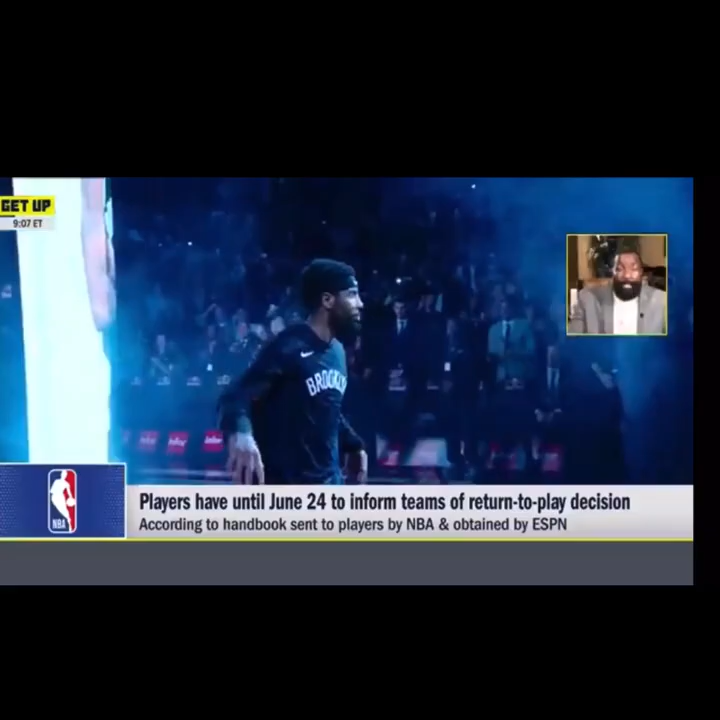 GET UP
9:07 ET
BROOKLYN
NBA
Players have until June 24 to inform teams of return-to-play decision
According to handbook sent to players by NBA & obtained by ESPN